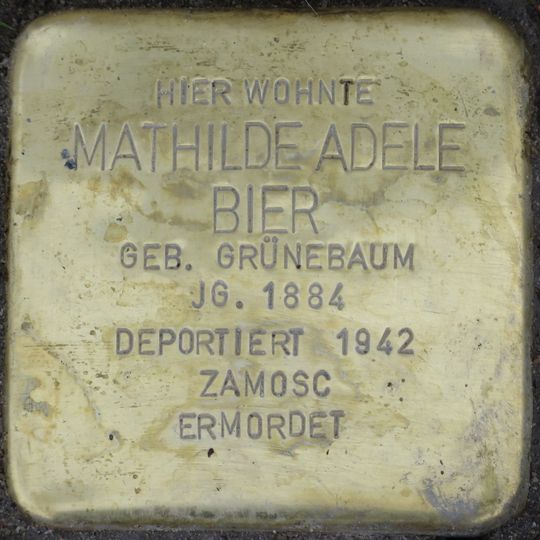 HIER WOHNTE
MATHILDE ADELE
BIER
GEB. GRÜNEBAUM
JG. 1884
DEPORTIERT 1942
ZAMOSC
ERMORDET